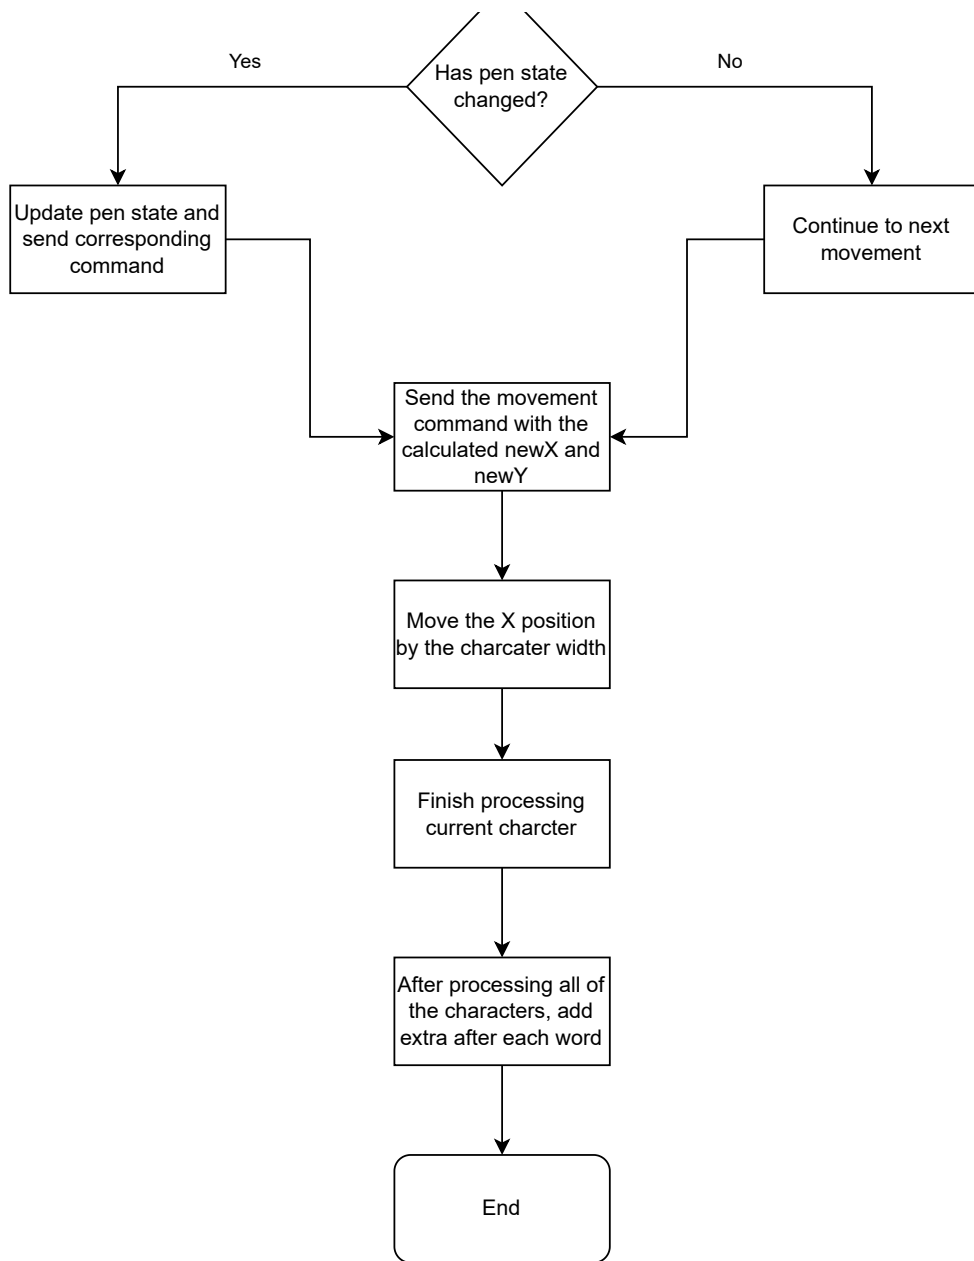 Yes
Has pen state
changed?
No
Update pen state and
send corresponding
command
Continue to next
movement
Send the movement
command with the
calculated newX and
newY
Move the X position
by the charcater width
Finish processing
current charcter
After processing all of
the characters, add
extra after each word
End